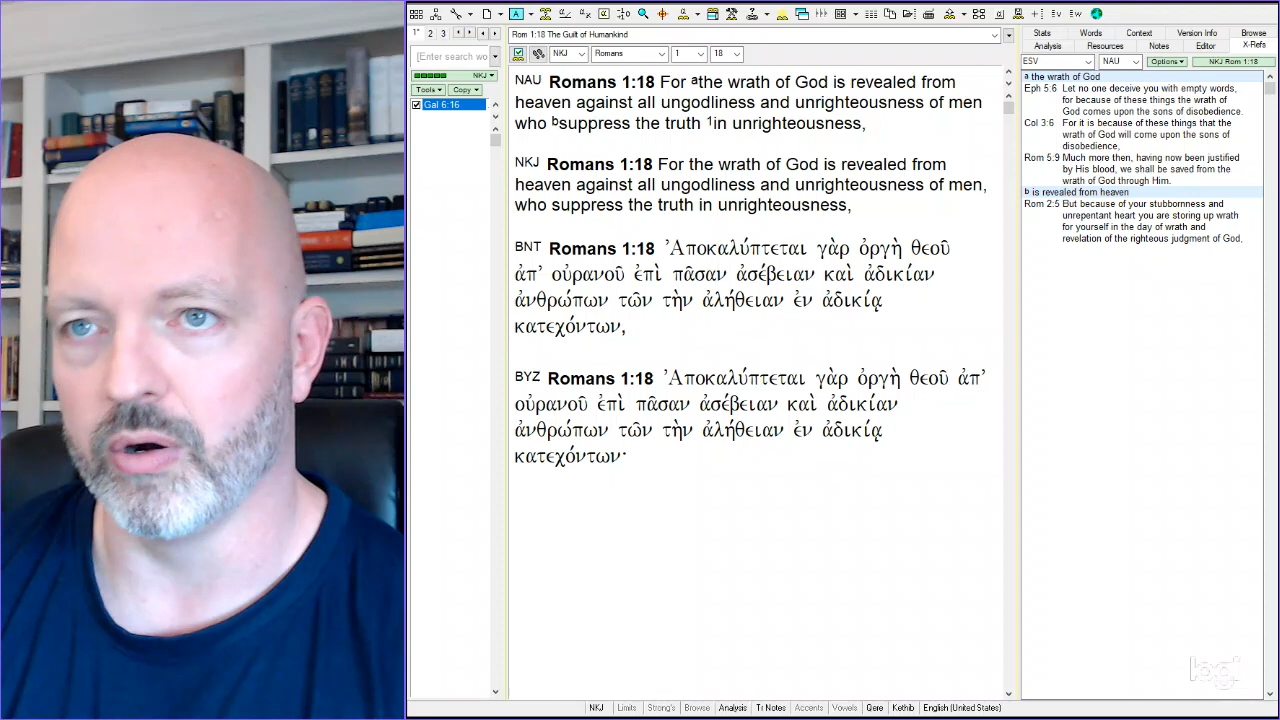 Rom 1:18 The Guilt of Humankind
1* 2 3
[Enter search wo
NKJ
Tools Copy
Gal 6:16
NKJ Romans 1 18
NAU Romans 1:18 For athe wrath of God is revealed from
heaven against all ungodliness and unrighteousness of men
who bsuppress the truth 1in unrighteousness,
NKJ Romans 1:18 For the wrath of God is revealed from
heaven against all ungodliness and unrighteousness of men,
who suppress the truth in unrighteousness,
BNT Romans 1:18 Ἀποκαλύπτεται γὰρ ὀργὴ θεοῦ
ἀπ’ οὐρανοῦ ἐπὶ πᾶσαν ἀσέβειαν καὶ ἀδικίαν
ἀνθρώπων τῶν τὴν ἀλήθειαν ἐν ἀδικίᾳ
κατεχόντων,
BYZ Romans 1:18 Ἀποκαλύπτεται γὰρ ὀργὴ θεοῦ ἀπ’
οὐρανοῦ ἐπὶ πᾶσαν ἀσέβειαν καὶ ἀδικίαν
ἀνθρώπων τῶν τὴν ἀλήθειαν ἐν ἀδικίᾳ
κατεχόντων·
Stats Words Context Version Info Browse
Analysis Resources Notes Editor X-Refs
ESV NAU Options NKJ Rom 1:18
a the wrath of God
Eph 5:6 Let no one deceive you with empty words,
for because of these things the wrath of
God comes upon the sons of disobedience.
Col 3:6 For it is because of these things that the
wrath of God will come upon the sons of
disobedience,
Rom 5:9 Much more then, having now been justified
by His blood, we shall be saved from the
wrath of God through Him.
b is revealed from heaven
Rom 2:5 But because of your stubbornness and
unrepentant heart you are storing up wrath
for yourself in the day of wrath and
revelation of the righteous judgment of God,
NKJ Limits Strong's Browse Analysis Tr Notes Accents Vowels Qere Kethib English (United States)